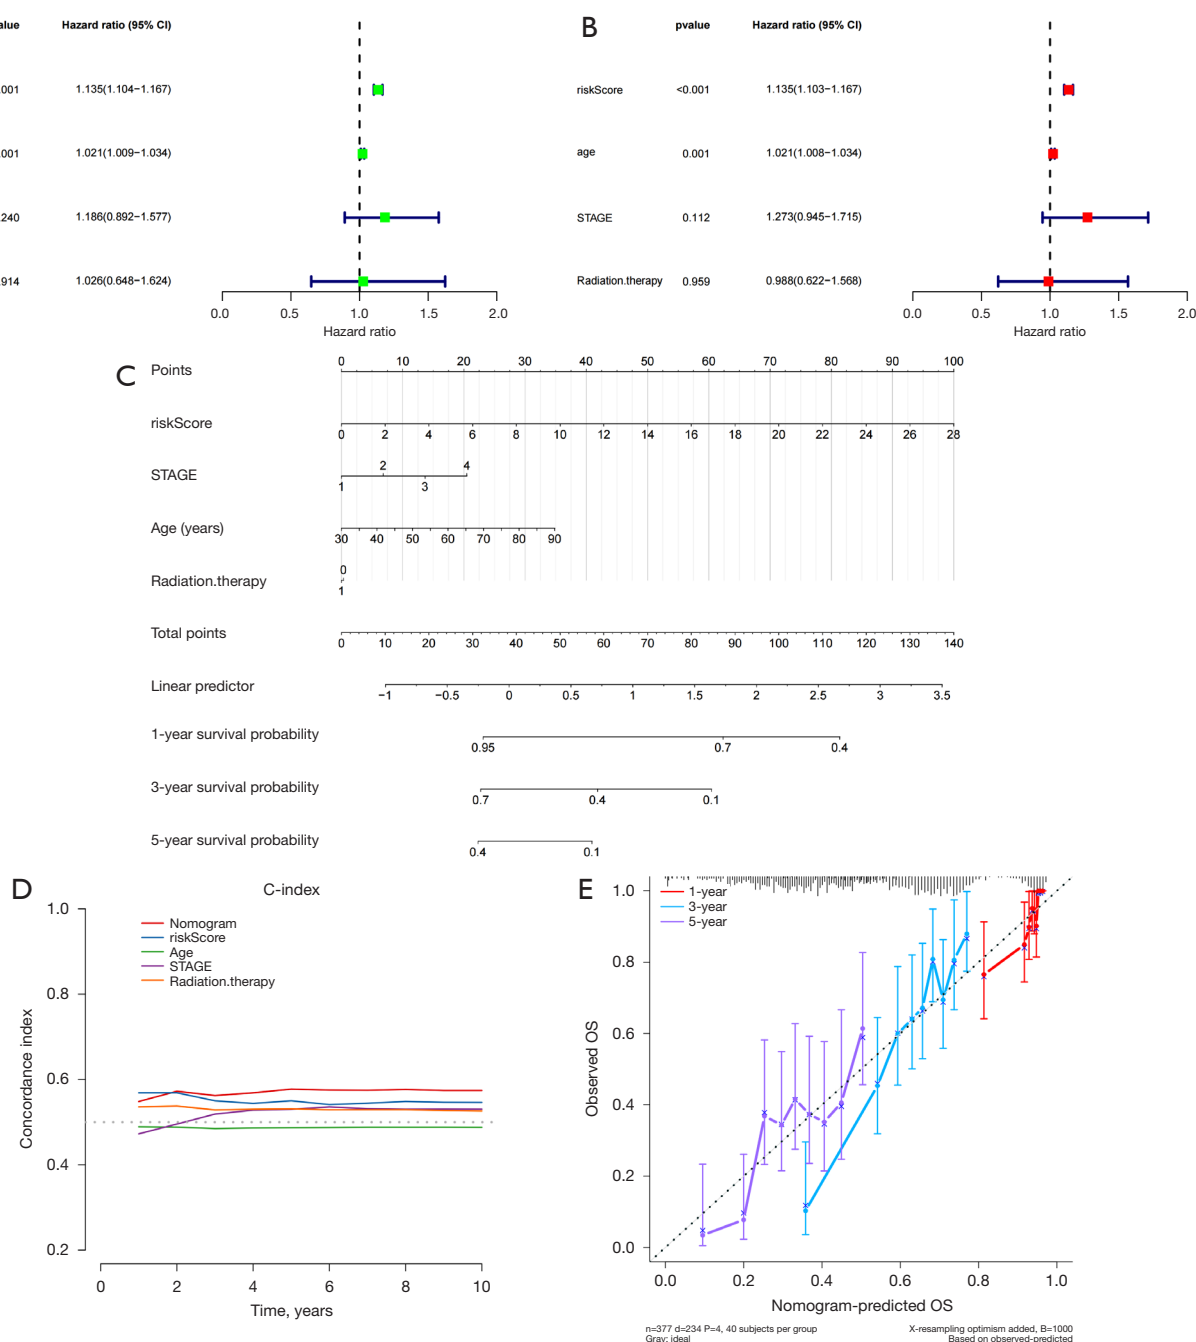 alue Hazard ratio (95% CI)
001 1.135(1.104−1.167)
001 1.021(1.009−1.034)
240 1.186(0.892−1.577)
914 1.026(0.648−1.624)
0.0 0.5 1.0 1.5 2.0
Hazard ratio
B
pvalue Hazard ratio (95% CI)
riskScore <0.001 1.135(1.103−1.167)
age 0.001 1.021(1.008−1.034)
STAGE 0.112 1.273(0.945−1.715)
Radiation.therapy 0.959 0.988(0.622−1.568)
0.0 0.5 1.0 1.5 2.0
Hazard ratio
C
Points 0 10 20 30 40 50 60 70 80 90 100
riskScore 0 2 4 6 8 10 12 14 16 18 20 22 24 26 28
STAGE 1 2 3 4
Age (years) 30 40 50 60 70 80 90
Radiation.therapy 0 1
Total points 0 10 20 30 40 50 60 70 80 90 100 110 120 130 140
Linear predictor −1 −0.5 0 0.5 1 1.5 2 2.5 3 3.5
1-year survival probability 0.95 0.7 0.4
3-year survival probability 0.7 0.4 0.1
5-year survival probability 0.4 0.1
D
C-index
Nomogram
riskScore
Age
STAGE
Radiation.therapy
Concordance index
1.0
0.8
0.6
0.4
0.2
0 2 4 6 8 10
Time, years
E
1-year
3-year
5-year
Observed OS
1.0
0.8
0.6
0.4
0.2
0.0
0.0 0.2 0.4 0.6 0.8 1.0
Nomogram-predicted OS
n=377 d=234 P=4, 40 subjects per group
Gray: ideal
X-resampling optimism added, B=1000
Based on observed-predicted